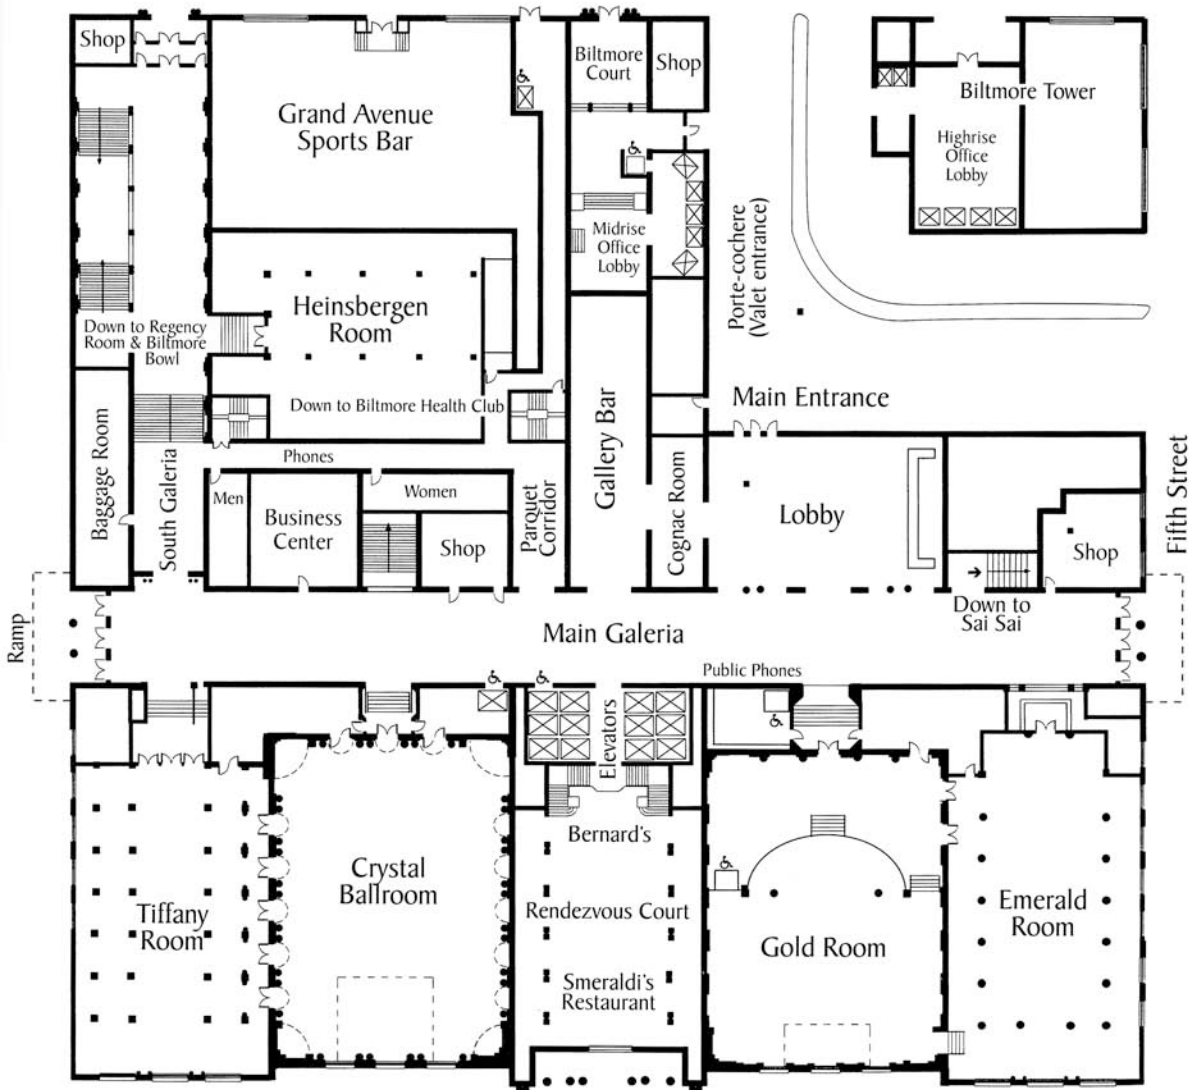 Shop
Grand Avenue
Sports Bar
Biltmore
Court
Shop
Biltmore Tower
Highrise
Office
Lobby
Midrise
Office
Lobby
Porte-cochere
(Valet entrance)
Heinsbergen
Room
Down to Regency
Room & Biltmore
Bowl
Down to Biltmore Health Club
Main Entrance
Baggage Room
South Galeria
Phones
Men
Women
Business
Center
Shop
Parquet
Corridor
Gallery Bar
Cognac Room
Lobby
Shop
Fifth Street
Down to
Sai Sai
Ramp
Main Galeria
Public Phones
Elevators
Bernard's
Crystal
Ballroom
Tiffany
Room
Rendezvous Court
Smeraldi's
Restaurant
Gold Room
Emerald
Room